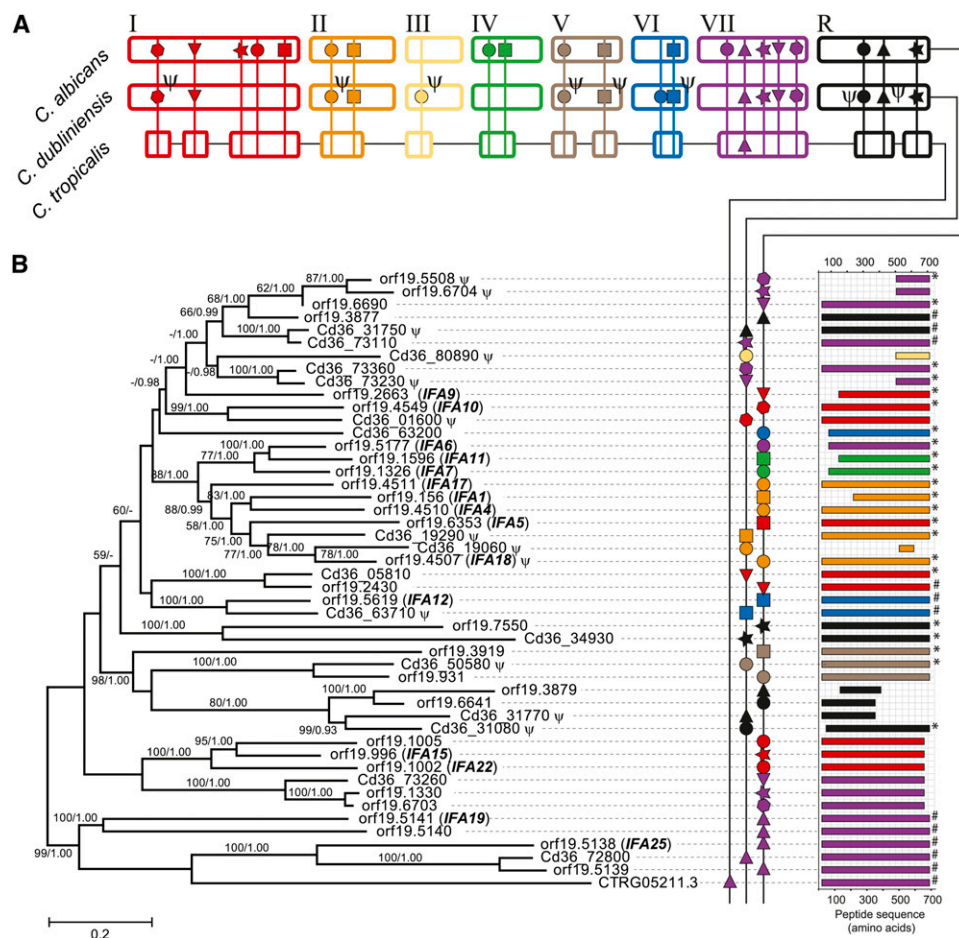 A
I II III IV V VI VII R
C. albicans
C. dubliniensis
C. tropicalis
ψ ψ ψ ψ ψ ψ ψ ψ
B
100 300 500 700
87/1.00 orf19.5508 ψ *
62/1.00 orf19.6704 ψ
68/1.00 orf19.6690 *
66/0.99 orf19.3877 #
100/1.00 Cd36_31750 ψ #
-/1.00 Cd36_73110 #
Cd36_80890 ψ
-/1.00 -/0.98 100/1.00 Cd36_73360 *
Cd36_73230 ψ *
-/0.98 orf19.2663 (IFA9) *
99/1.00 orf19.4549 (IFA10) *
Cd36_01600 ψ
Cd36_63200 *
100/1.00 orf19.5177 (IFA6) *
77/1.00 orf19.1596 (IFA11) *
orf19.1326 (IFA7) *
88/1.00 orf19.4511 (IFA17) *
83/1.00 orf19.156 (IFA1) *
88/0.99 orf19.4510 (IFA4) *
60/- 58/1.00 orf19.6353 (IFA5) *
75/1.00 Cd36_19290 ψ *
77/1.00 78/1.00 Cd36_19060 ψ
78/1.00 orf19.4507 (IFA18) ψ *
59/- 100/1.00 Cd36_05810 *
orf19.2430 #
100/1.00 orf19.5619 (IFA12) #
Cd36_63710 ψ #
100/1.00 orf19.7550 *
Cd36_34930 *
orf19.3919 *
98/1.00 100/1.00 Cd36_50580 ψ *
orf19.931
100/1.00 orf19.3879
80/1.00 orf19.6641
Cd36_31770 ψ
99/0.93 Cd36_31080 ψ *
95/1.00 orf19.1005
orf19.996 (IFA15)
100/1.00 orf19.1002 (IFA22)
Cd36_73260
100/1.00 orf19.1330
orf19.6703
100/1.00 orf19.5141 (IFA19) #
orf19.5140 #
99/1.00 orf19.5138 (IFA25) #
100/1.00 100/1.00 Cd36_72800 #
orf19.5139 #
CTRG05211.3 #
0.2
100 300 500 700
Peptide sequence
(amino acids)